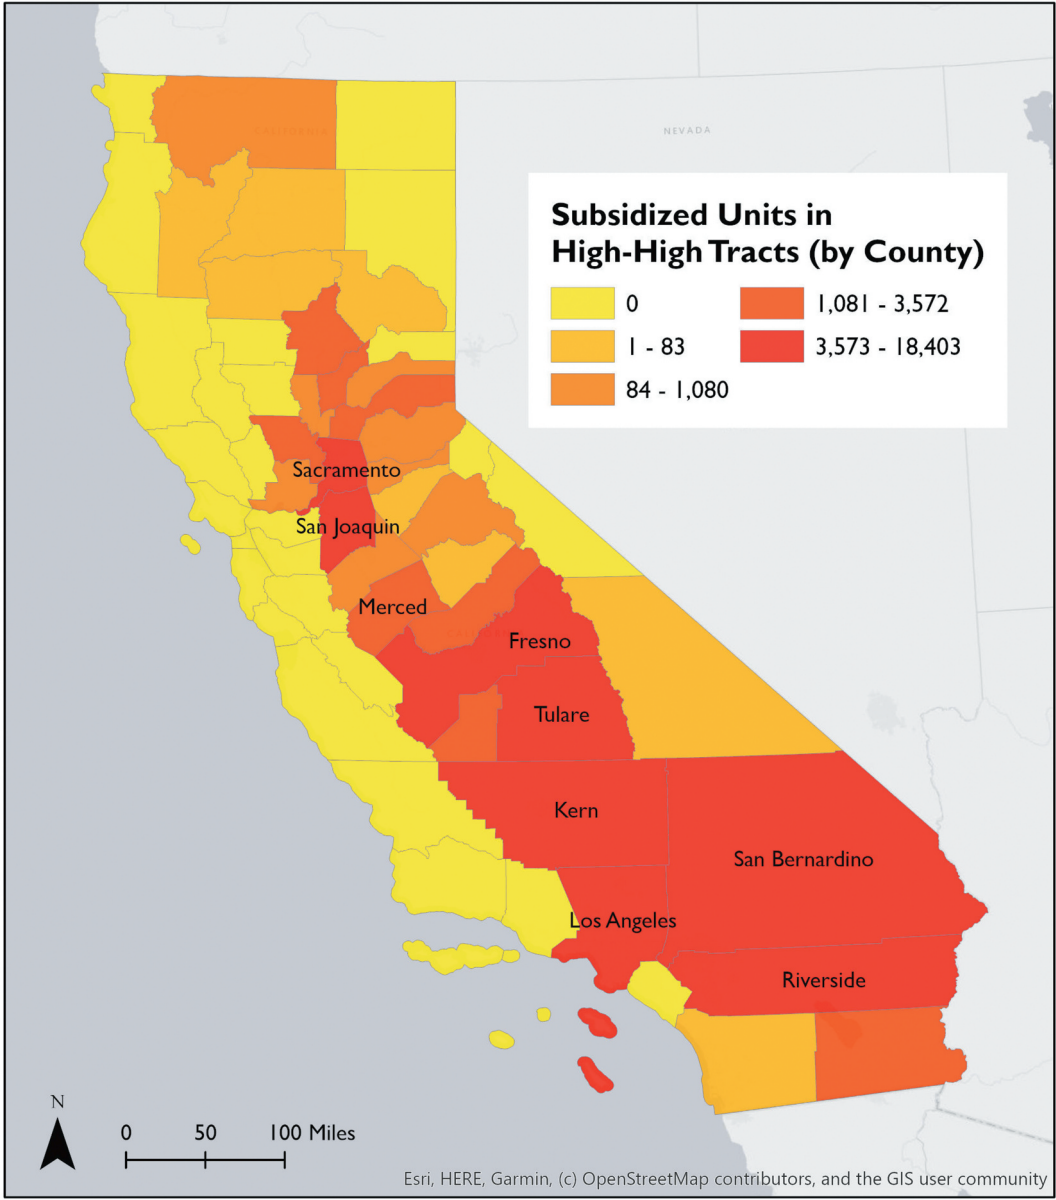 CALIFORNIA
NEVADA
Subsidized Units in
High-High Tracts (by County)
0
1,081 - 3,572
1 - 83
3,573 - 18,403
84 - 1,080
Sacramento
San Joaquin
Merced
CALIFORNIA
Fresno
Tulare
Kern
San Bernardino
Los Angeles
Riverside
N
0 50 100 Miles
Esri, HERE, Garmin, (c) OpenStreetMap contributors, and the GIS user community